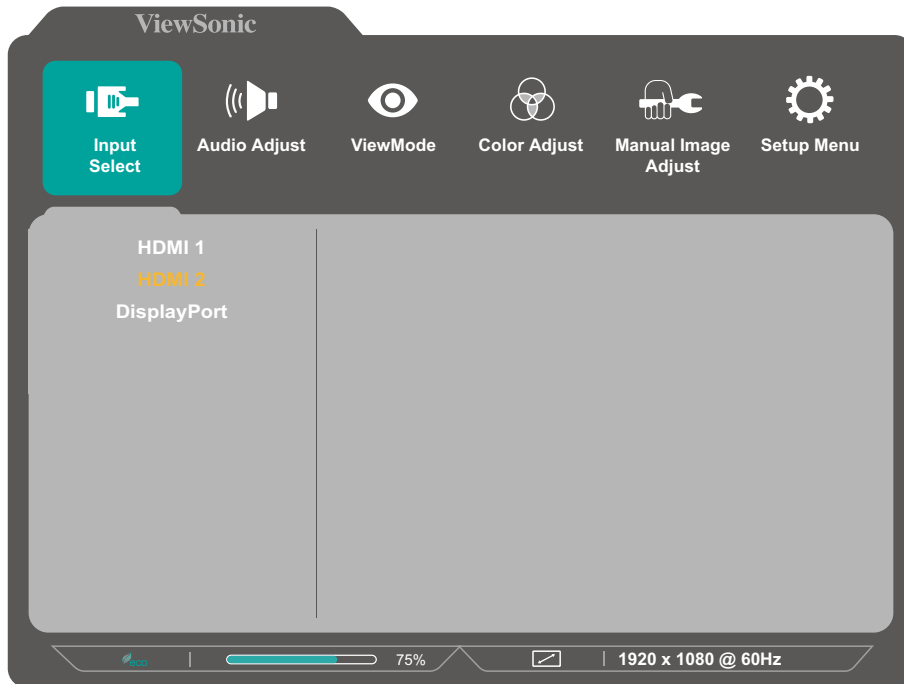 ViewSonic
Input
Select
Audio Adjust
ViewMode
Color Adjust
Manual Image
Adjust
Setup Menu
HDMI 1
HDMI 2
DisplayPort
eco
75%
1920 x 1080 @ 60Hz